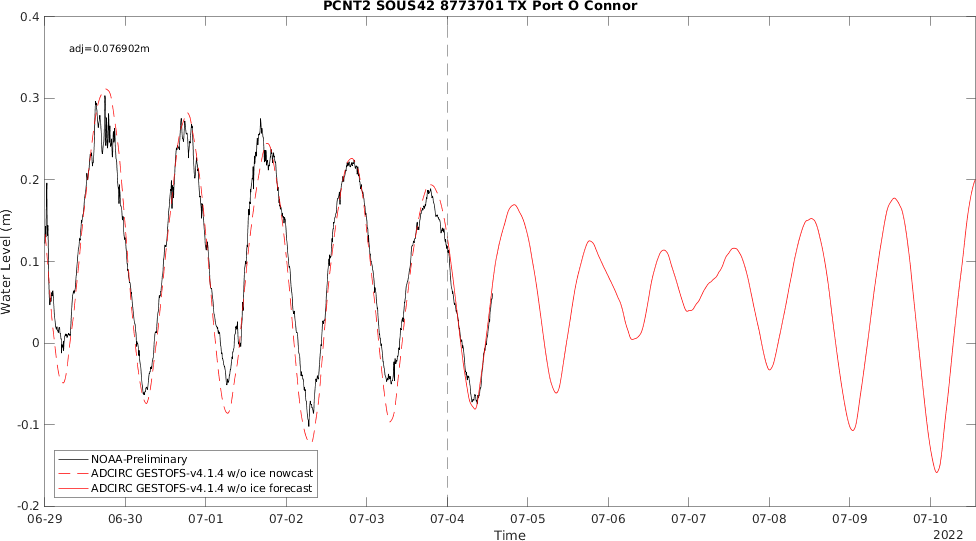 PCNT2 SOUS42 8773701 TX Port O Connor
0.4
adj=0.076902m
0.3
0.2
0.1
0
-0.1
-0.2
Water Level (m)
NOAA-Preliminary
ADCIRC GESTOFS-v4.1.4 w/o ice nowcast
ADCIRC GESTOFS-v4.1.4 w/o ice forecast
06-29 06-30 07-01 07-02 07-03 07-04 07-05 07-06 07-07 07-08 07-09 07-10
Time
2022